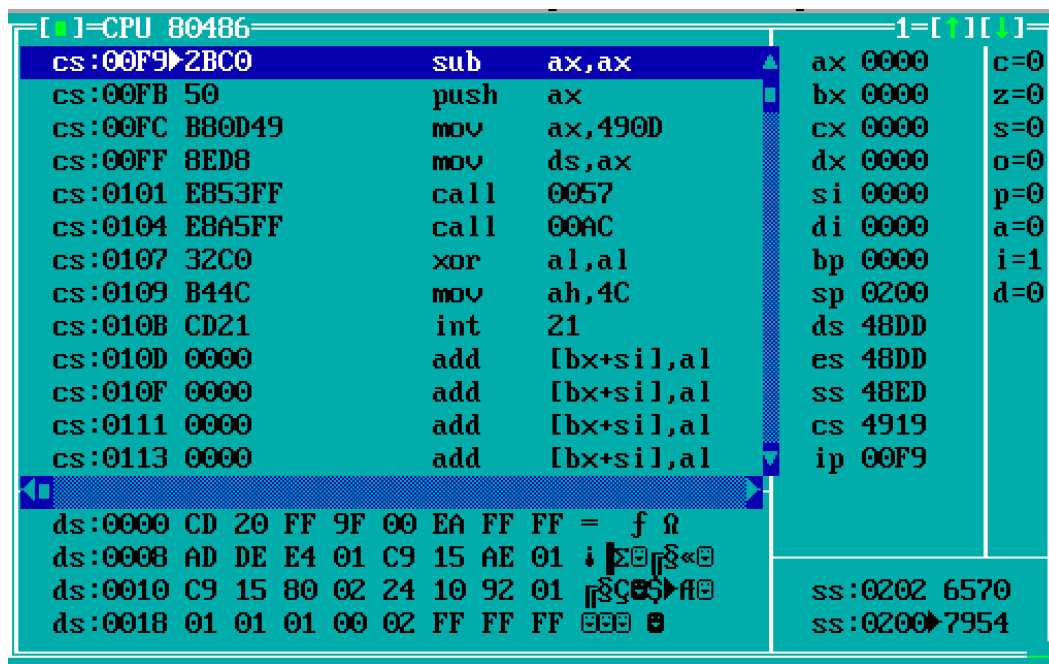 [■]=CPU 80486 1=[↑][↓]
cs:00F9▶2BC0 sub ax,ax ax 0000 c=0
cs:00FB 50 push ax bx 0000 z=0
cs:00FC B80D49 mov ax,490D cx 0000 s=0
cs:00FF 8ED8 mov ds,ax dx 0000 o=0
cs:0101 E853FF call 0057 si 0000 p=0
cs:0104 E8A5FF call 00AC di 0000 a=0
cs:0107 32C0 xor al,al bp 0000 i=1
cs:0109 B44C mov ah,4C sp 0200 d=0
cs:010B CD21 int 21 ds 48DD
cs:010D 0000 add [bx+si],al es 48DD
cs:010F 0000 add [bx+si],al ss 48ED
cs:0111 0000 add [bx+si],al cs 4919
cs:0113 0000 add [bx+si],al ip 00F9
ds:0000 CD 20 FF 9F 00 EA FF FF = ƒ Ω
ds:0008 AD DE E4 01 C9 15 AE 01 ¡▐Σ☺╔§«☺
ds:0010 C9 15 80 02 24 10 92 01 ╔§Ç☻$►Æ☺ ss:0202 6570
ds:0018 01 01 01 00 02 FF FF FF ☺☺☺ ☻ ss:0200▶7954